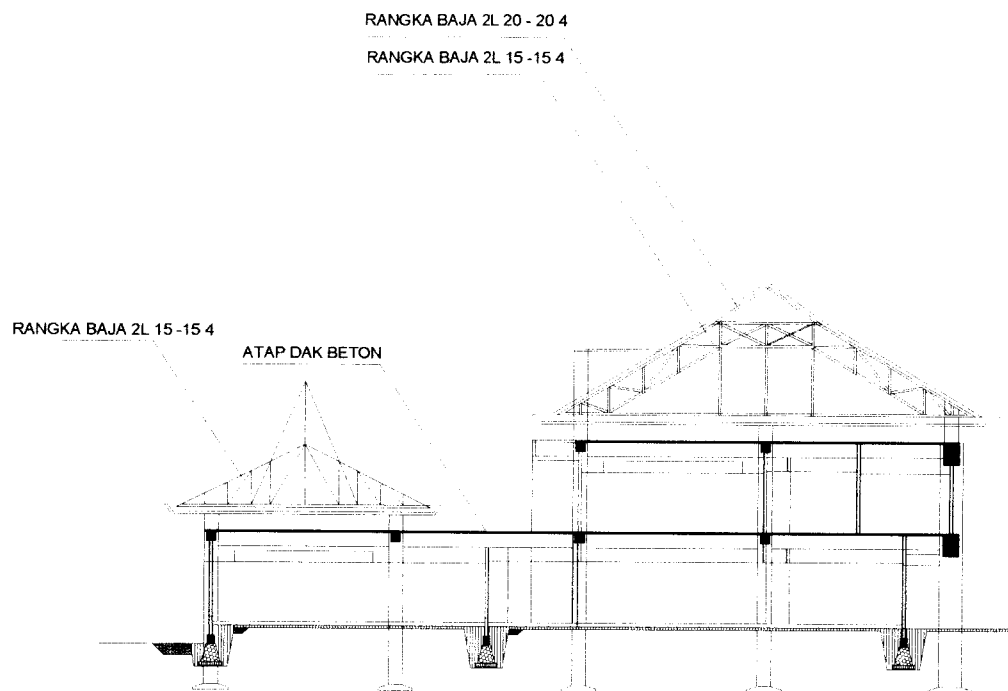 RANGKA BAJA 2L 20 - 20 4
RANGKA BAJA 2L 15 -15 4
RANGKA BAJA 2L 15 -15 4
ATAP DAK BETON